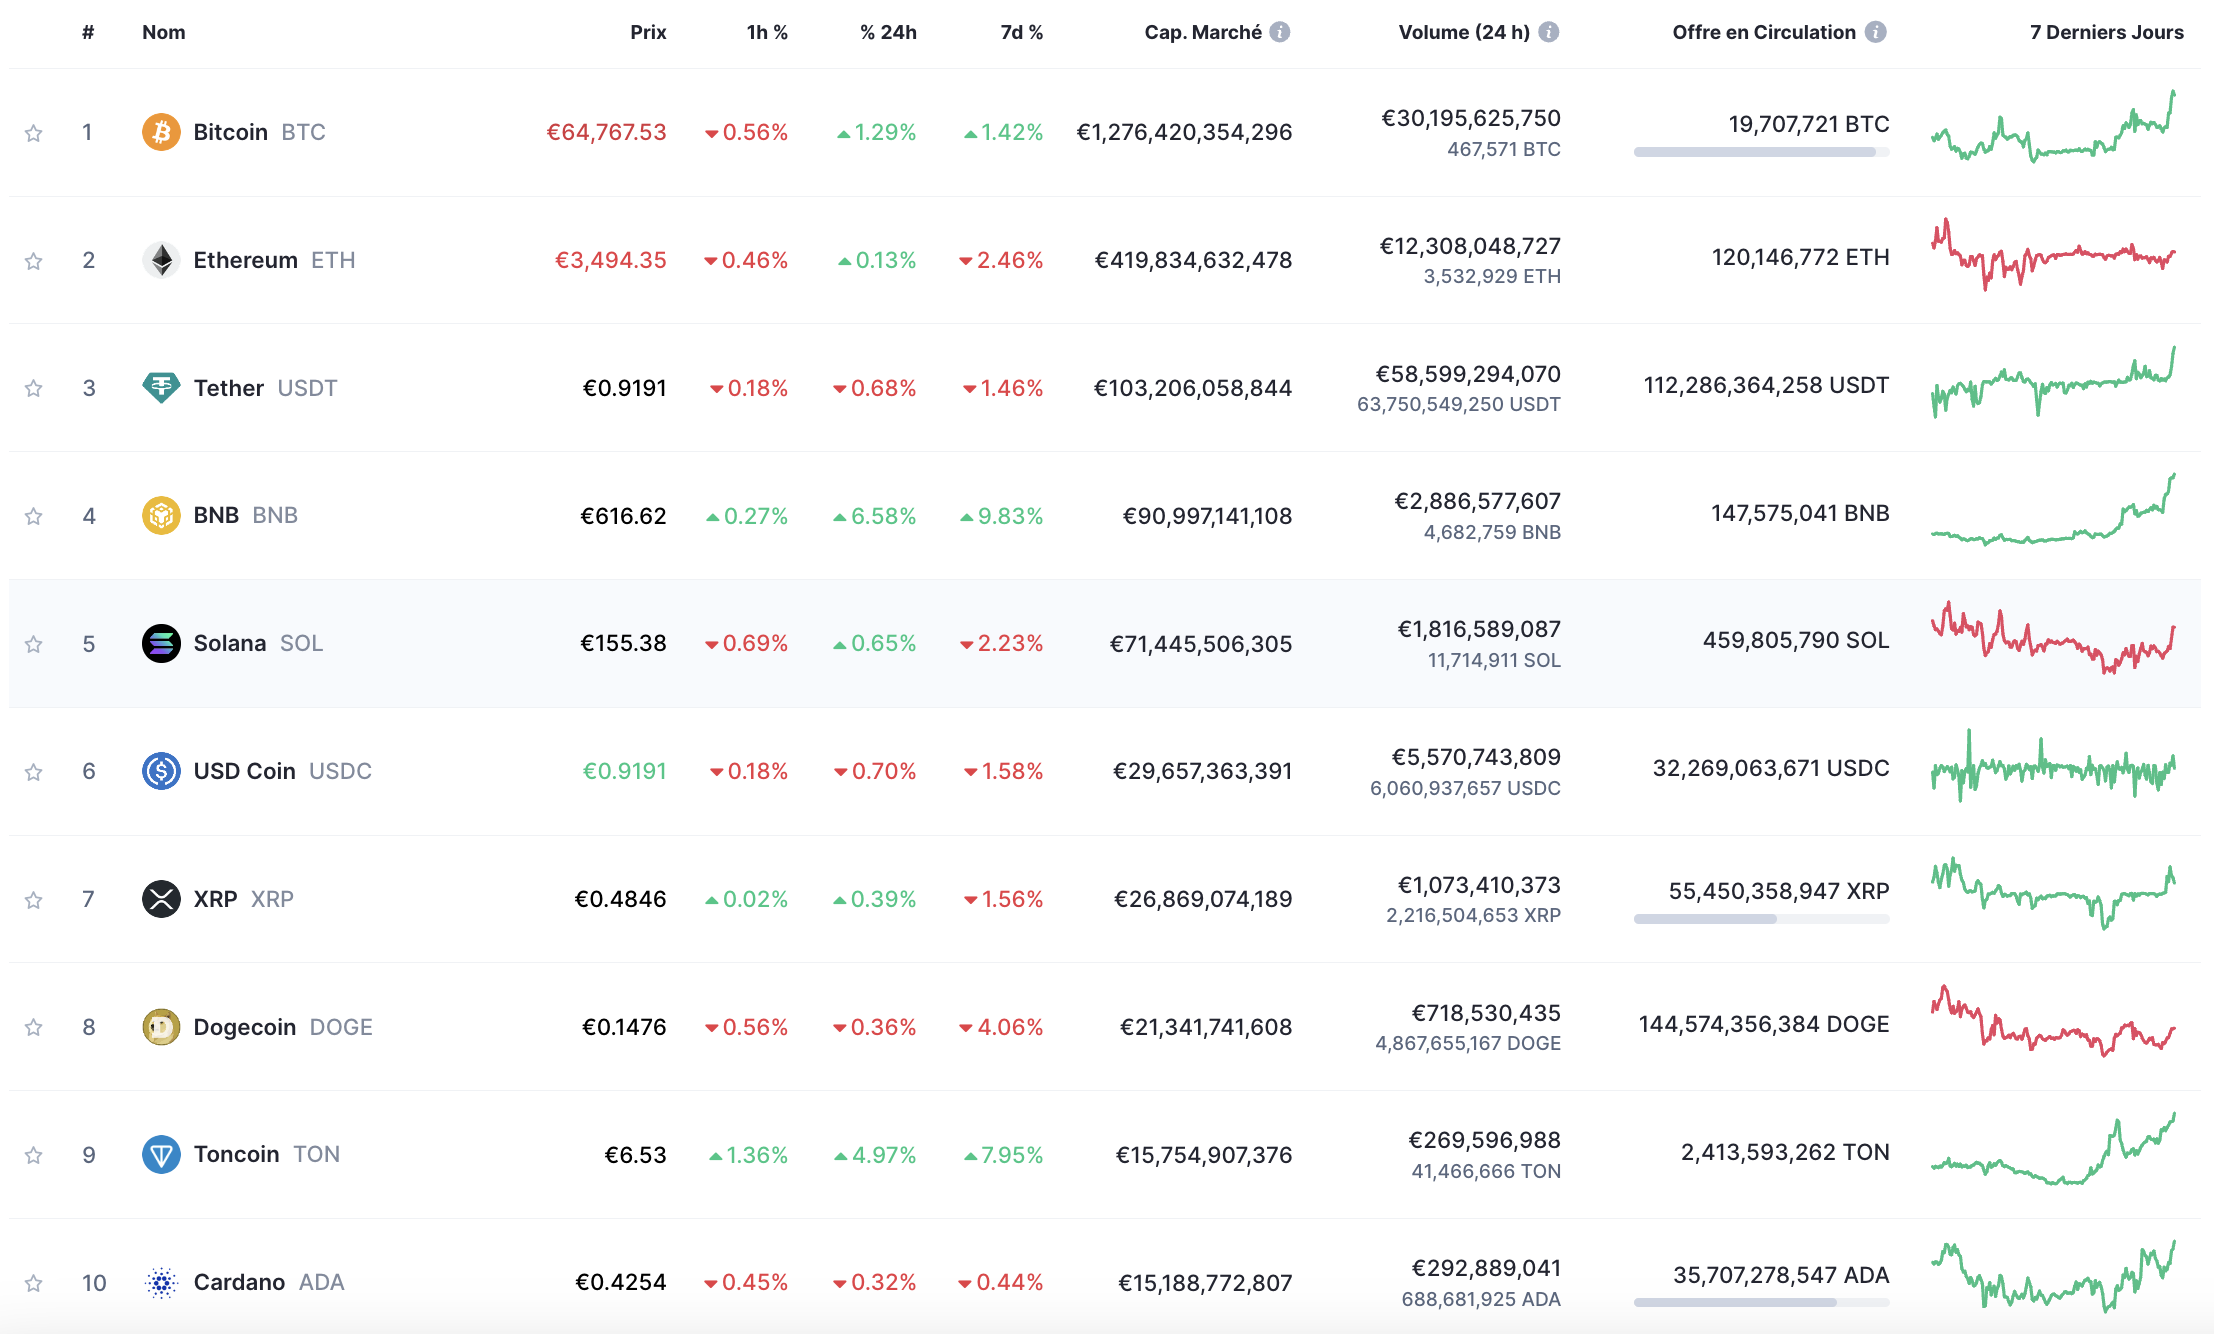 # Nom Prix 1h % % 24h 7d % Cap. Marché Volume (24 h) Offre en Circulation 7 Derniers Jours
1 Bitcoin BTC €64,767.53 0.56% 1.29% 1.42% €1,276,420,354,296 €30,195,625,750 19,707,721 BTC
467,571 BTC
2 Ethereum ETH €3,494.35 0.46% 0.13% 2.46% €419,834,632,478 €12,308,048,727 120,146,772 ETH
3,532,929 ETH
3 Tether USDT €0.9191 0.18% 0.68% 1.46% €103,206,058,844 €58,599,294,070 112,286,364,258 USDT
63,750,549,250 USDT
4 BNB BNB €616.62 0.27% 6.58% 9.83% €90,997,141,108 €2,886,577,607 147,575,041 BNB
4,682,759 BNB
5 Solana SOL €155.38 0.69% 0.65% 2.23% €71,445,506,305 €1,816,589,087 459,805,790 SOL
11,714,911 SOL
6 USD Coin USDC €0.9191 0.18% 0.70% 1.58% €29,657,363,391 €5,570,743,809 32,269,063,671 USDC
6,060,937,657 USDC
7 XRP XRP €0.4846 0.02% 0.39% 1.56% €26,869,074,189 €1,073,410,373 55,450,358,947 XRP
2,216,504,653 XRP
8 Dogecoin DOGE €0.1476 0.56% 0.36% 4.06% €21,341,741,608 €718,530,435 144,574,356,384 DOGE
4,867,655,167 DOGE
9 Toncoin TON €6.53 1.36% 4.97% 7.95% €15,754,907,376 €269,596,988 2,413,593,262 TON
41,466,666 TON
10 Cardano ADA €0.4254 0.45% 0.32% 0.44% €15,188,772,807 €292,889,041 35,707,278,547 ADA
688,681,925 ADA